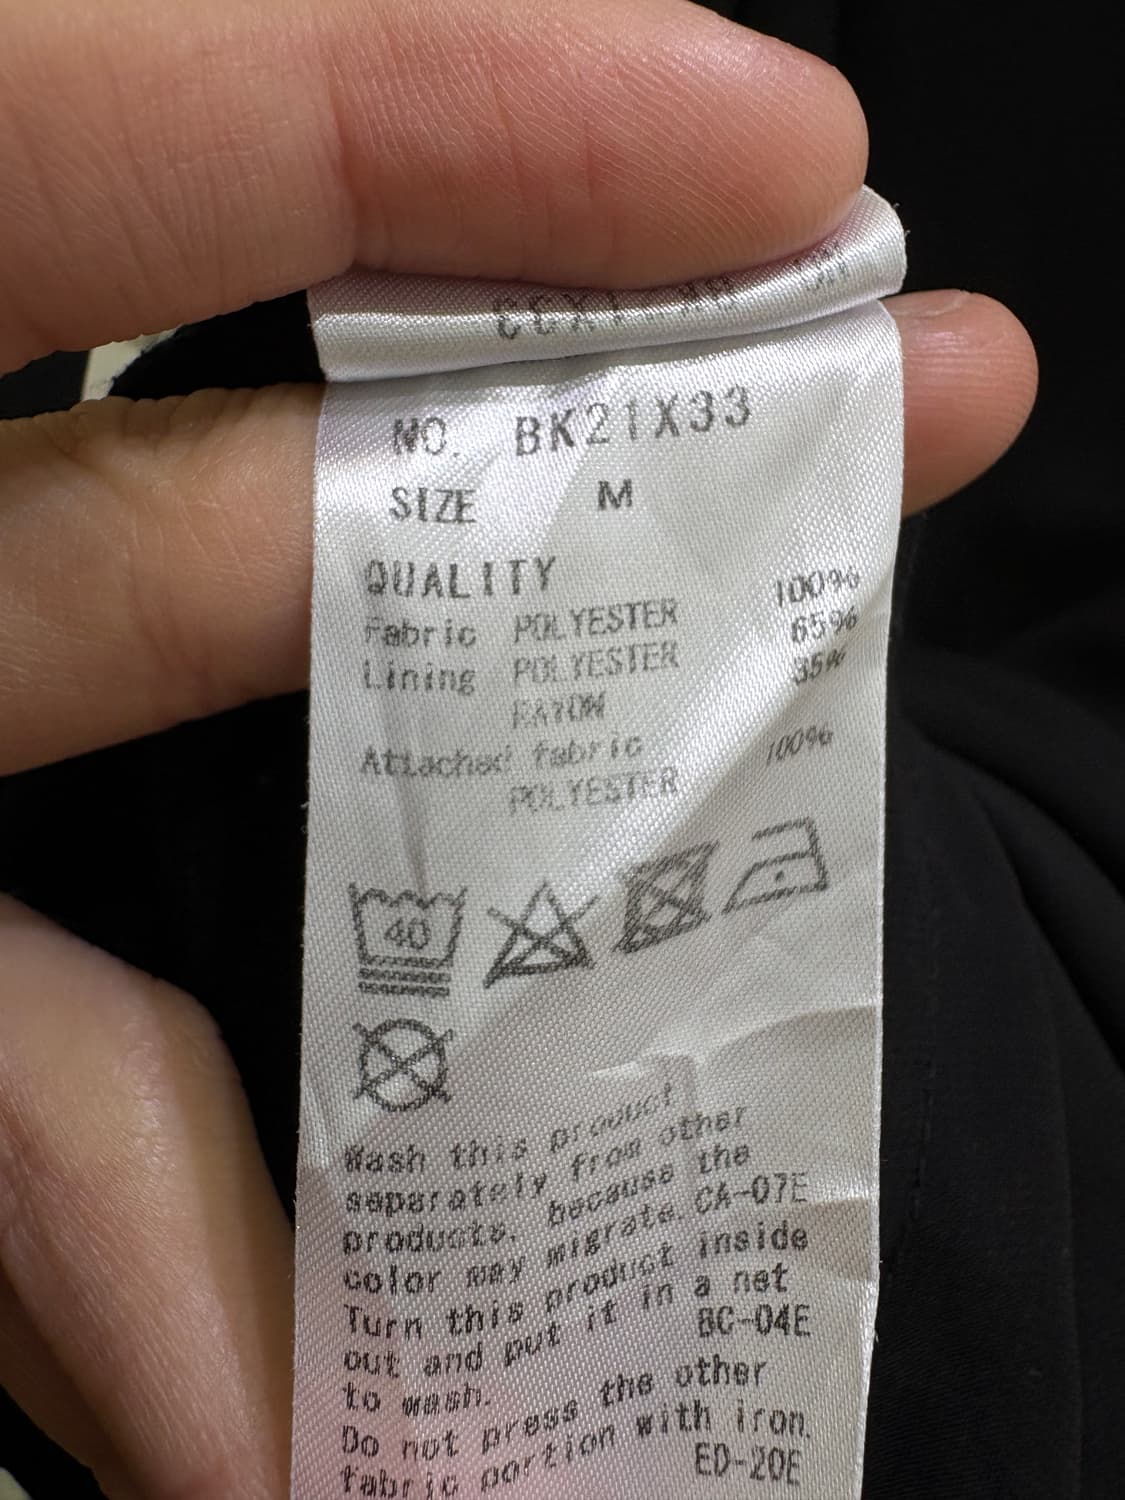 NO. BK21X33
SIZE M
QUALITY
Fabric POLYESTER 100%
Lining POLYESTER 65%
RAYON 35%
Attached fabric
POLYESTER 100%
40
Wash this product
separately from other
products, because the
color may migrate. CA-07E
Turn this product inside
out and put it in a net
to wash. BC-04E
Do not press the other
fabric portion with iron.
ED-20E